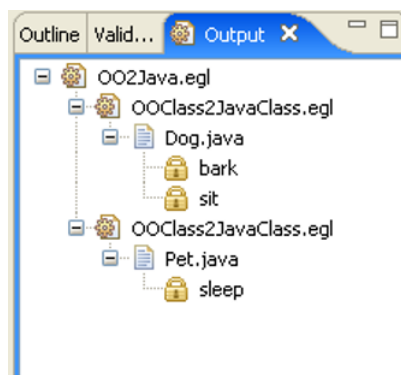 Outline Valid... Output
OO2Java.egl
OOClass2JavaClass.egl
Dog.java
bark
sit
OOClass2JavaClass.egl
Pet.java
sleep